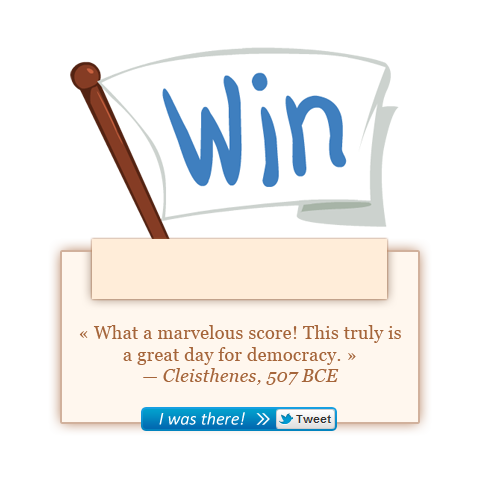 Win
« What a marvelous score! This truly is
a great day for democracy. »
— Cleisthenes, 507 BCE
I was there! » Tweet